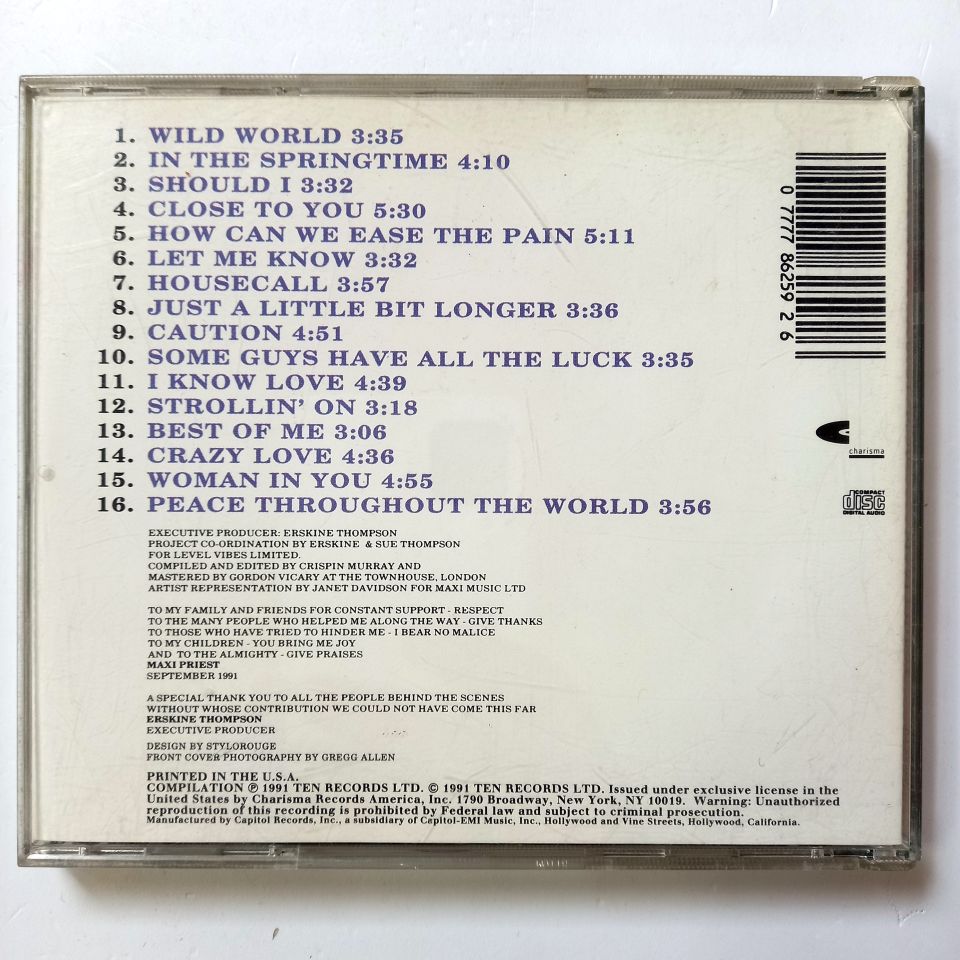 1. WILD WORLD 3:35
2. IN THE SPRINGTIME 4:10
3. SHOULD I 3:32
4. CLOSE TO YOU 5:30
5. HOW CAN WE EASE THE PAIN 5:11
6. LET ME KNOW 3:32
7. HOUSECALL 3:57
8. JUST A LITTLE BIT LONGER 3:36
9. CAUTION 4:51
10. SOME GUYS HAVE ALL THE LUCK 3:35
11. I KNOW LOVE 4:39
12. STROLLIN' ON 3:18
13. BEST OF ME 3:06
14. CRAZY LOVE 4:36
15. WOMAN IN YOU 4:55
16. PEACE THROUGHOUT THE WORLD 3:56
0 7777 86259 2 6
charisma
COMPACT
disc
DIGITAL AUDIO
EXECUTIVE PRODUCER: ERSKINE THOMPSON
PROJECT CO-ORDINATION BY ERSKINE & SUE THOMPSON
FOR LEVEL VIBES LIMITED.
COMPILED AND EDITED BY CRISPIN MURRAY AND
MASTERED BY GORDON VICARY AT THE TOWNHOUSE, LONDON
ARTIST REPRESENTATION BY JANET DAVIDSON FOR MAXI MUSIC LTD
TO MY FAMILY AND FRIENDS FOR CONSTANT SUPPORT - RESPECT
TO THE MANY PEOPLE WHO HELPED ME ALONG THE WAY - GIVE THANKS
TO THOSE WHO HAVE TRIED TO HINDER ME - I BEAR NO MALICE
TO MY CHILDREN - YOU BRING ME JOY
AND TO THE ALMIGHTY - GIVE PRAISES
MAXI PRIEST
SEPTEMBER 1991
A SPECIAL THANK YOU TO ALL THE PEOPLE BEHIND THE SCENES
WITHOUT WHOSE CONTRIBUTION WE COULD NOT HAVE COME THIS FAR
ERSKINE THOMPSON
EXECUTIVE PRODUCER
DESIGN BY STYLOROUGE
FRONT COVER PHOTOGRAPHY BY GREGG ALLEN
PRINTED IN THE U.S.A.
COMPILATION ℗ 1991 TEN RECORDS LTD. © 1991 TEN RECORDS LTD. Issued under exclusive license in the
United States by Charisma Records America, Inc. 1790 Broadway, New York, NY 10019. Warning: Unauthorized
reproduction of this recording is prohibited by Federal law and subject to criminal prosecution.
Manufactured by Capitol Records, Inc., a subsidiary of Capitol-EMI Music, Inc., Hollywood and Vine Streets, Hollywood, California.